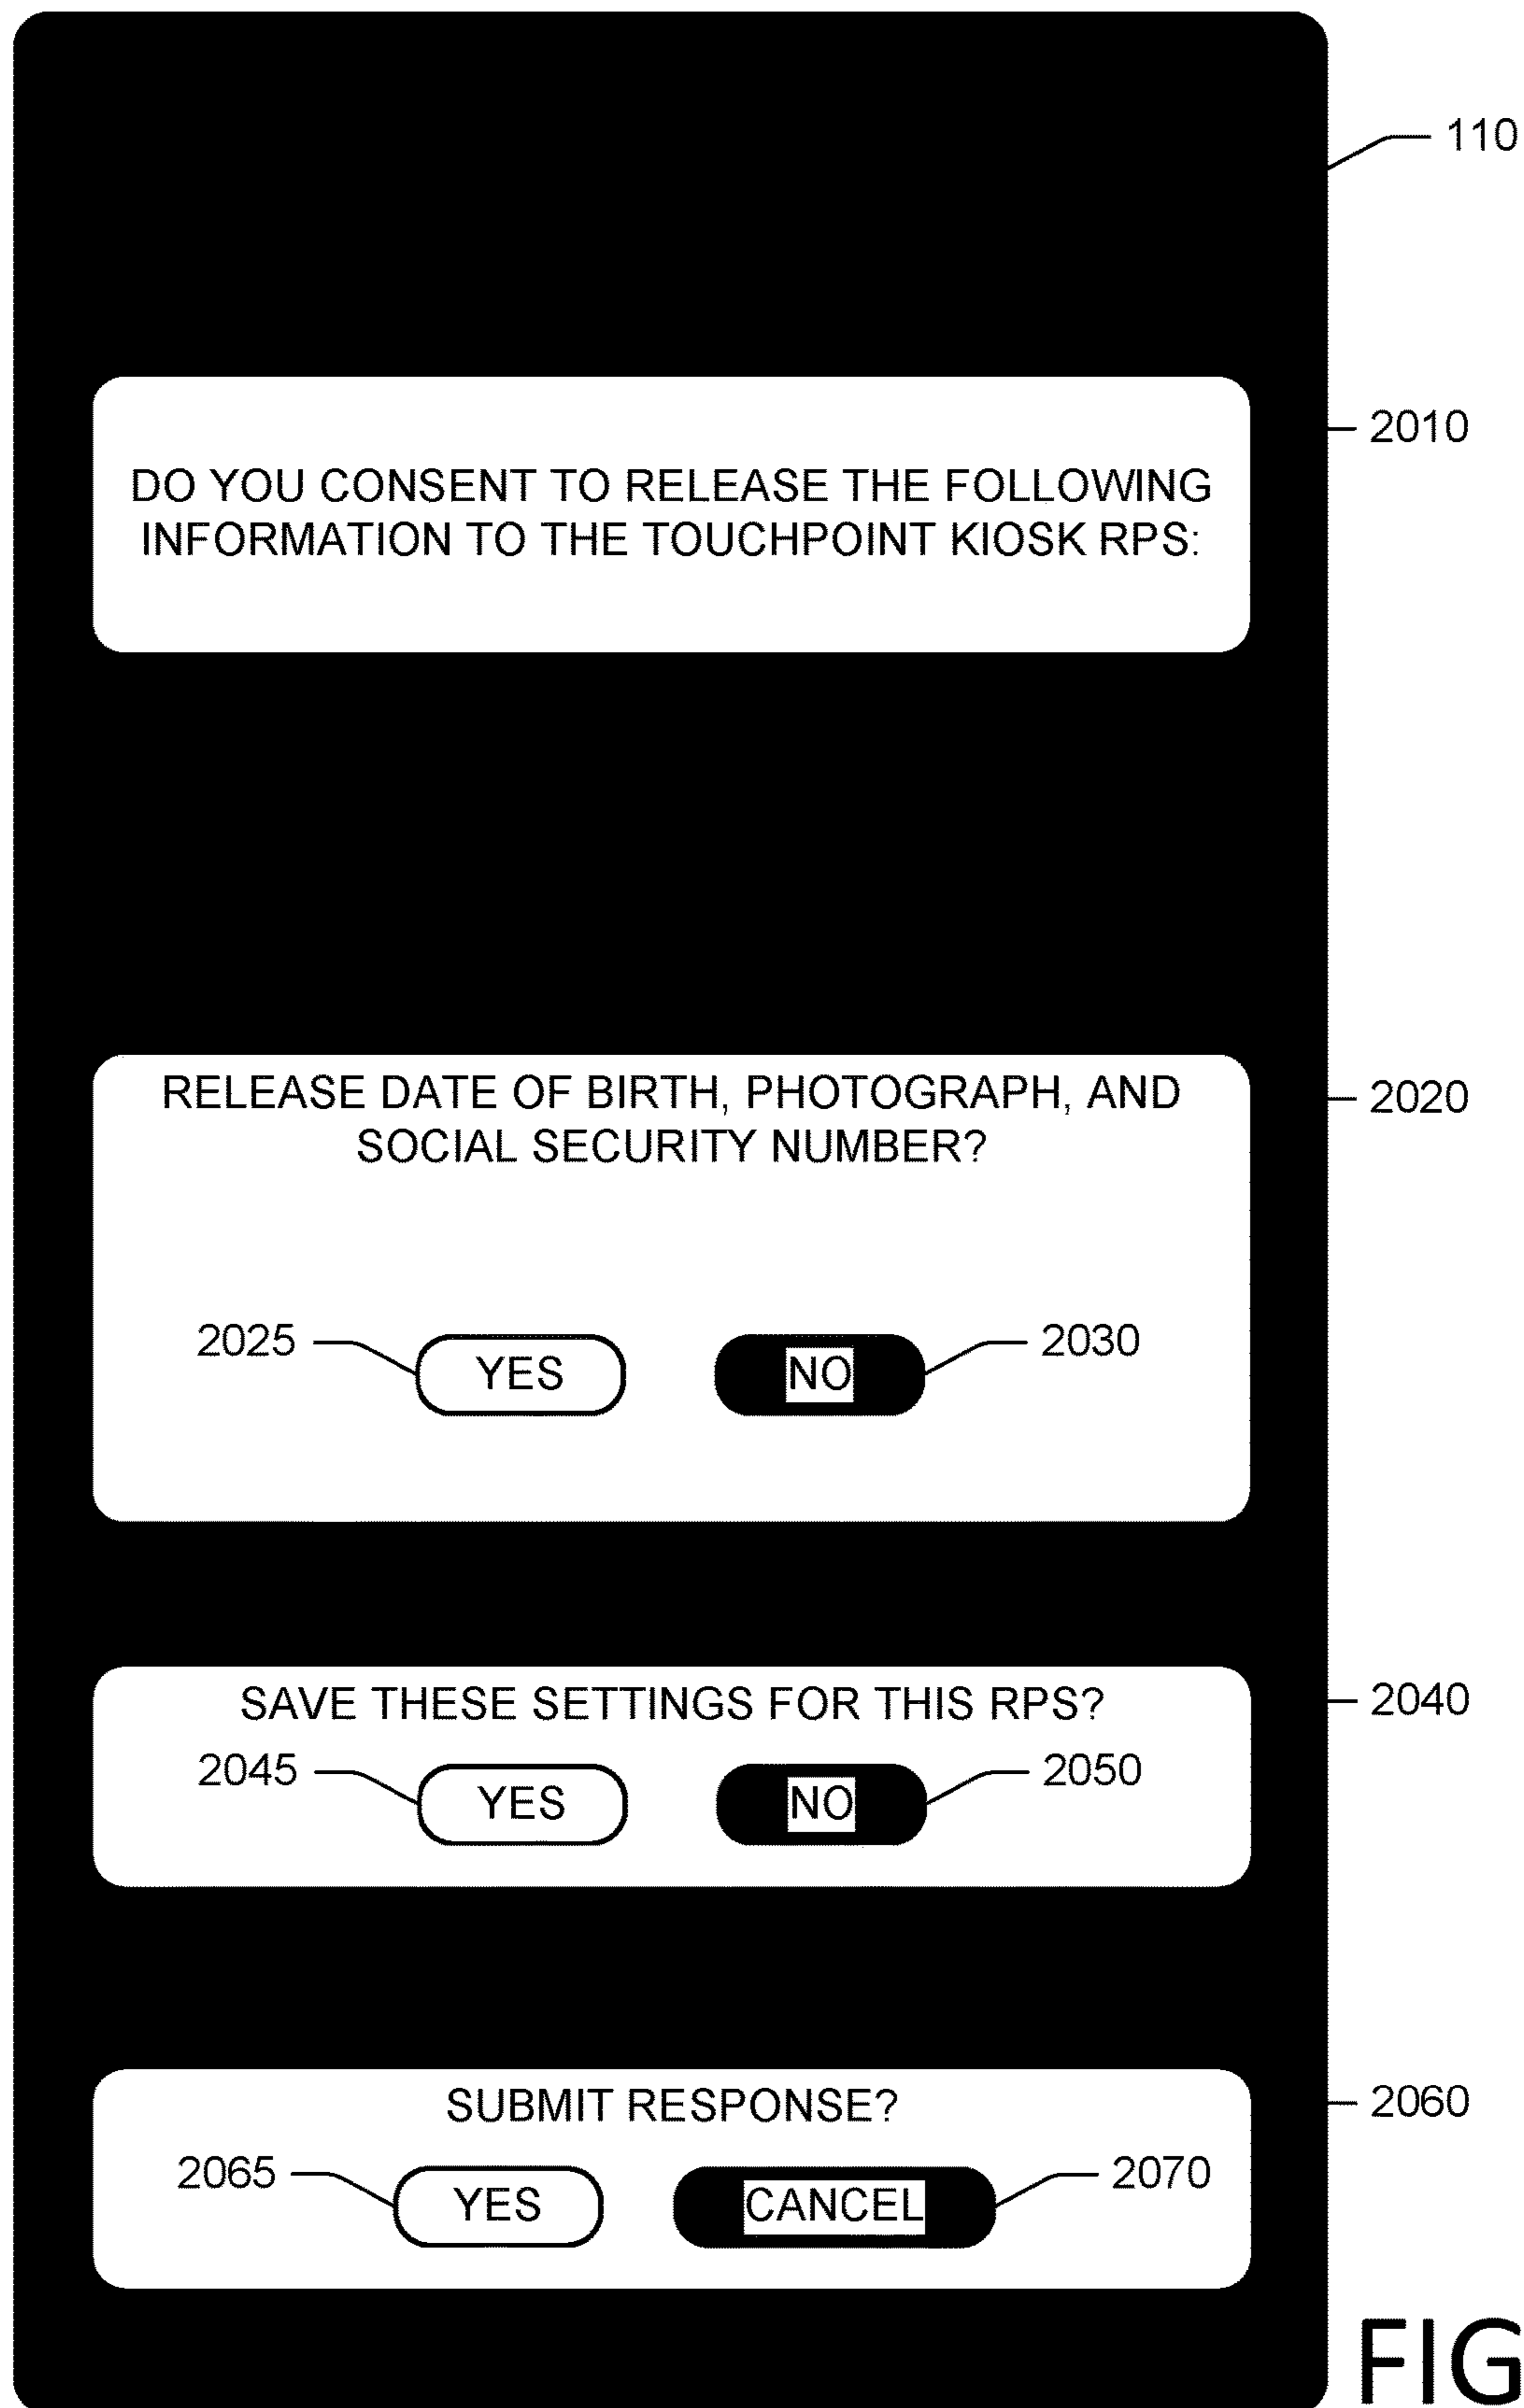 110
2010
DO YOU CONSENT TO RELEASE THE FOLLOWING
INFORMATION TO THE TOUCHPOINT KIOSK RPS:
RELEASE DATE OF BIRTH, PHOTOGRAPH, AND
2020
SOCIAL SECURITY NUMBER?
2025 YES NO 2030
SAVE THESE SETTINGS FOR THIS RPS?
2040
2045 YES NO 2050
SUBMIT RESPONSE?
2060
2065 YES CANCEL 2070
FIG